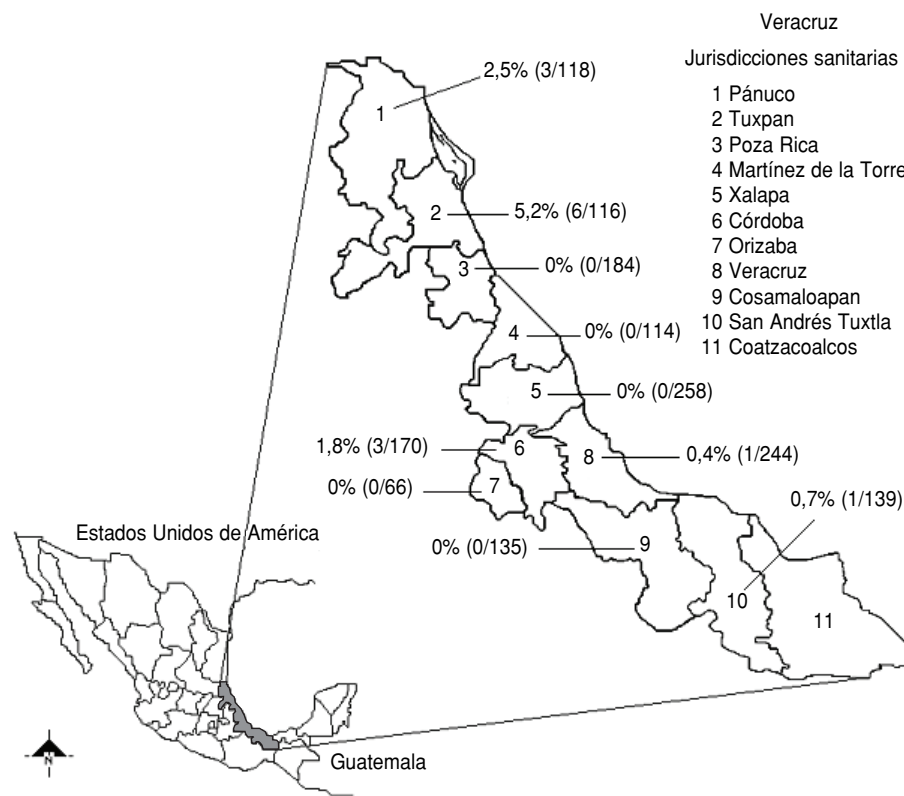 Veracruz
Jurisdicciones sanitarias
1 Pánuco
2 Tuxpan
3 Poza Rica
4 Martínez de la Torre
5 Xalapa
6 Córdoba
7 Orizaba
8 Veracruz
9 Cosamaloapan
10 San Andrés Tuxtla
11 Coatzacoalcos
2,5% (3/118)
1
2
5,2% (6/116)
3
0% (0/184)
4
0% (0/114)
5
0% (0/258)
1,8% (3/170)
6
8
0,4% (1/244)
0% (0/66)
7
0,7% (1/139)
0% (0/135)
9
10
11
Estados Unidos de América
Guatemala
N